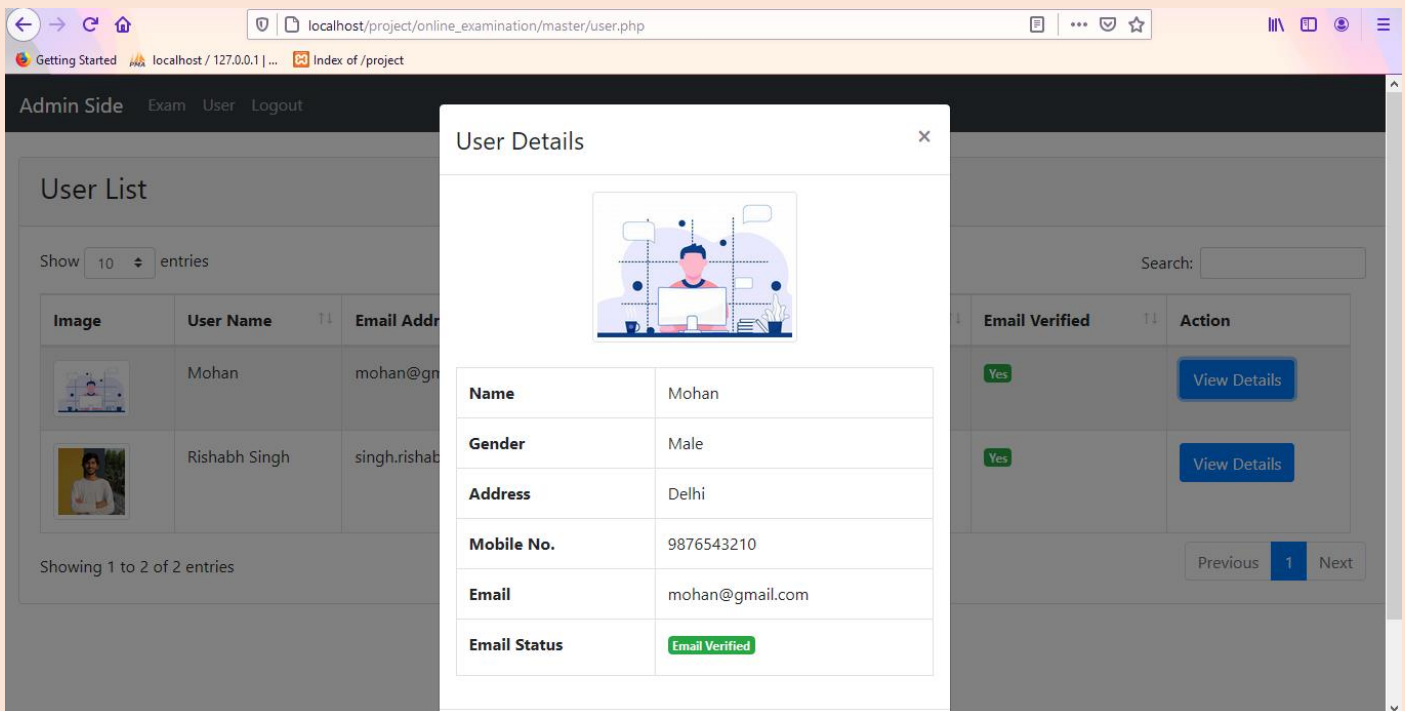 localhost/project/online_examination/master/user.php
Getting Started localhost / 127.0.0.1 | ... Index of /project
Admin Side Exam User Logout
User Details ×
User List
Show 10 entries
Search:
Image User Name Email Addr Email Verified Action
Mohan mohan@gm Yes View Details
Rishabh Singh singh.rishab Yes View Details
Showing 1 to 2 of 2 entries
Previous 1 Next
Name Mohan
Gender Male
Address Delhi
Mobile No. 9876543210
Email mohan@gmail.com
Email Status Email Verified